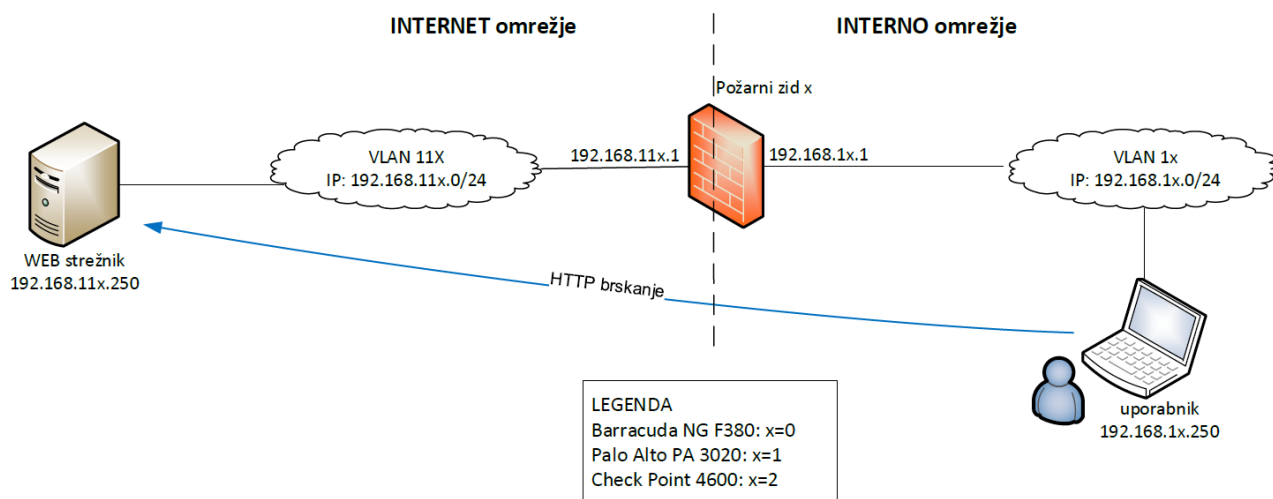 INTERNET omrežje
INTERNO omrežje
Požarni zid x
VLAN 11X
IP: 192.168.11x.0/24
192.168.11x.1
192.168.1x.1
VLAN 1x
IP: 192.168.1x.0/24
WEB strežnik
192.168.11x.250
HTTP brskanje
uporabnik
192.168.1x.250
LEGENDA
Barracuda NG F380: x=0
Palo Alto PA 3020: x=1
Check Point 4600: x=2